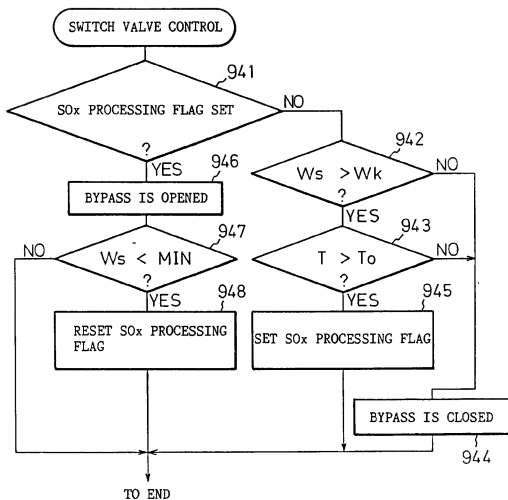 SWITCH VALVE CONTROL
941
SOx PROCESSING FLAG SET
?
NO
YES
946
942
BYPASS IS OPENED
Ws > Wk
?
NO
YES
947
943
NO
Ws < MIN
?
YES
T > To
?
NO
YES
948
945
RESET SOx PROCESSING
FLAG
SET SOx PROCESSING FLAG
BYPASS IS CLOSED
944
TO END